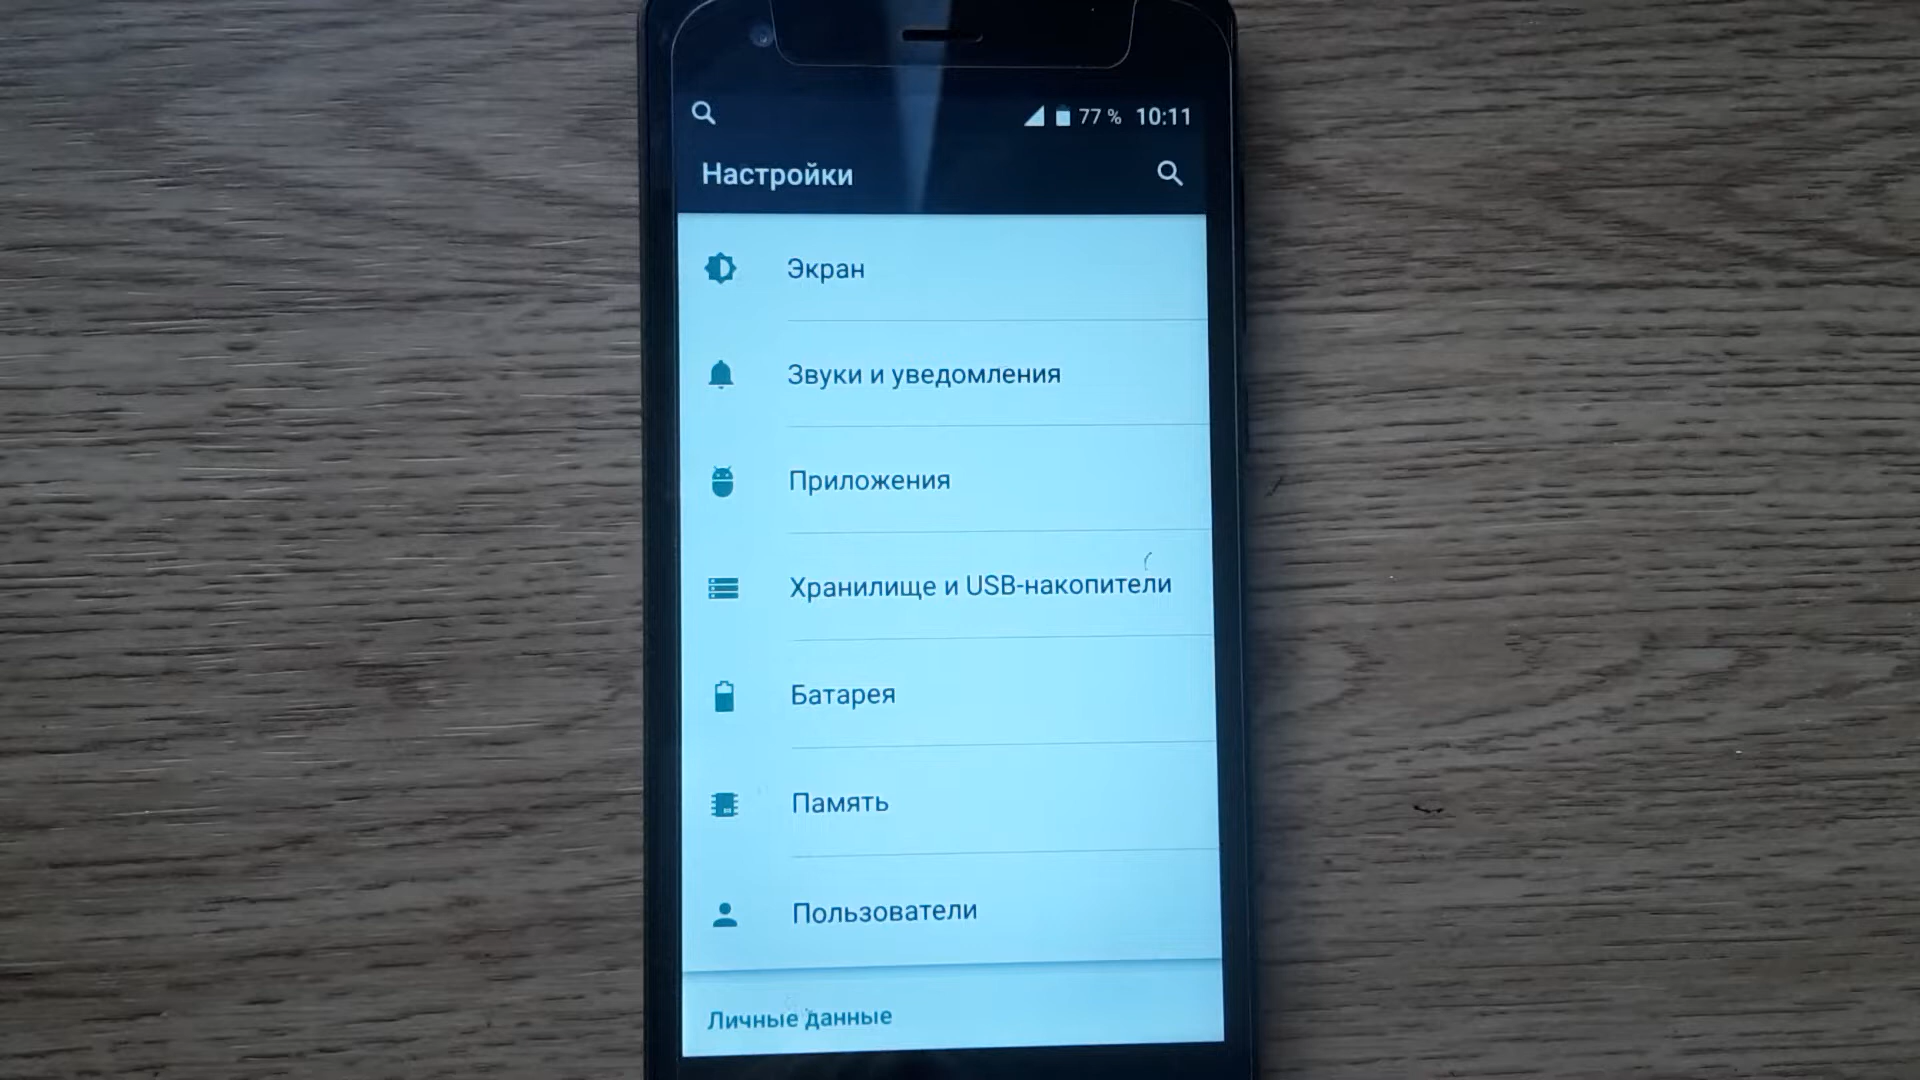 77 % 10:11
Настройки
Экран
Звуки и уведомления
Приложения
Хранилище и USB-накопители
Батарея
Память
Пользователи
Личные данные